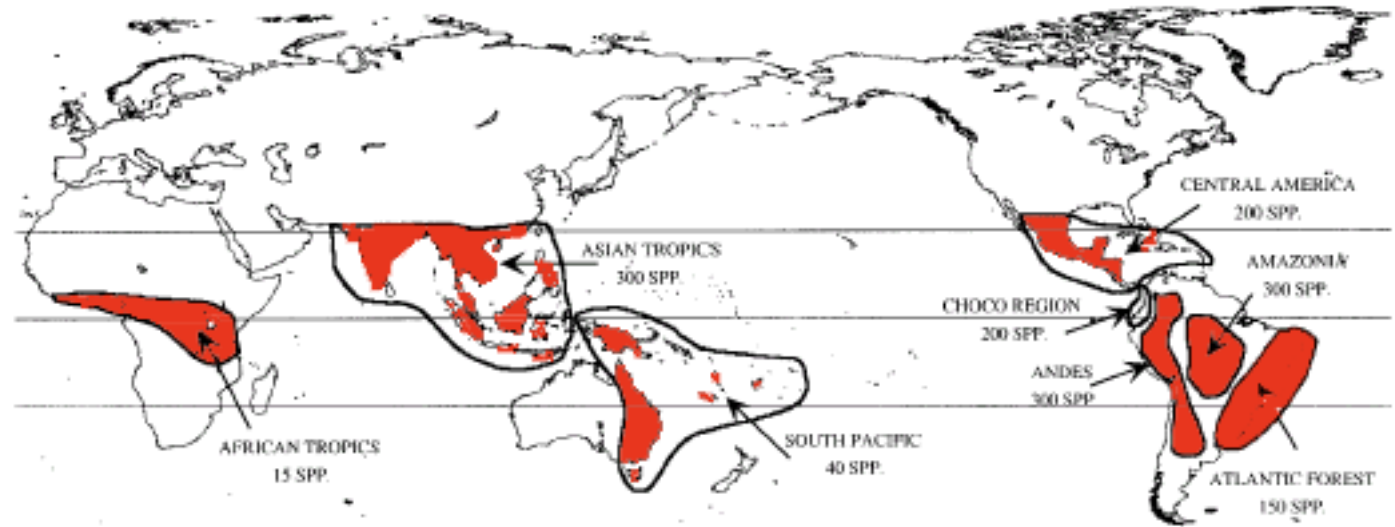 CENTRAL AMERICA
200 SPP.
ASIAN TROPICS
300 SPP.
AMAZONIA
300 SPP.
CHOCO REGION
200 SPP.
ANDES
300 SPP
AFRICAN TROPICS
15 SPP.
SOUTH PACIFIC
40 SPP.
ATLANTIC FOREST
150 SPP.